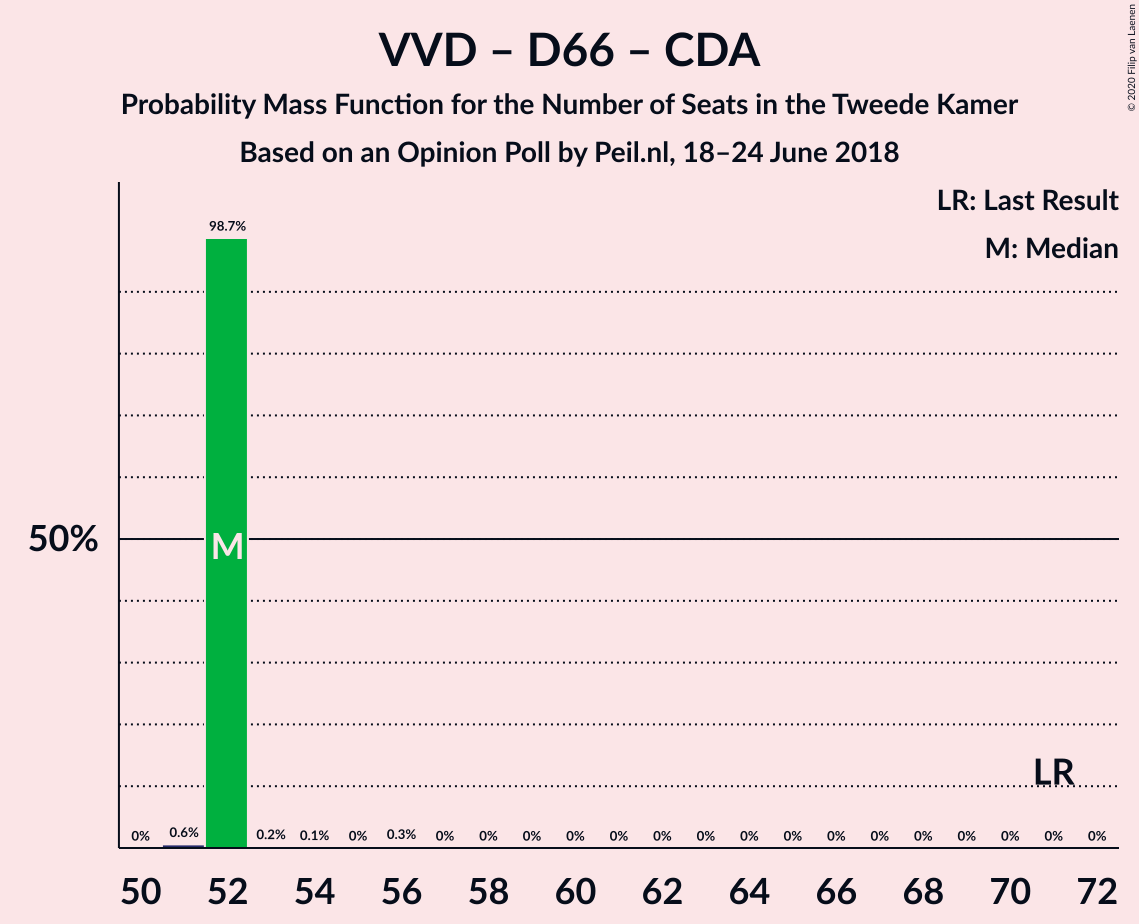 VVD – D66 – CDA
Probability Mass Function for the Number of Seats in the Tweede Kamer
Based on an Opinion Poll by Peil.nl, 18–24 June 2018
© 2020 Filip van Laenen
LR: Last Result
M: Median
98.7%
50%
M
LR
0% 0.6% 0.2% 0.1% 0% 0.3% 0% 0% 0% 0% 0% 0% 0% 0% 0% 0% 0% 0% 0% 0% 0% 0%
50 52 54 56 58 60 62 64 66 68 70 72